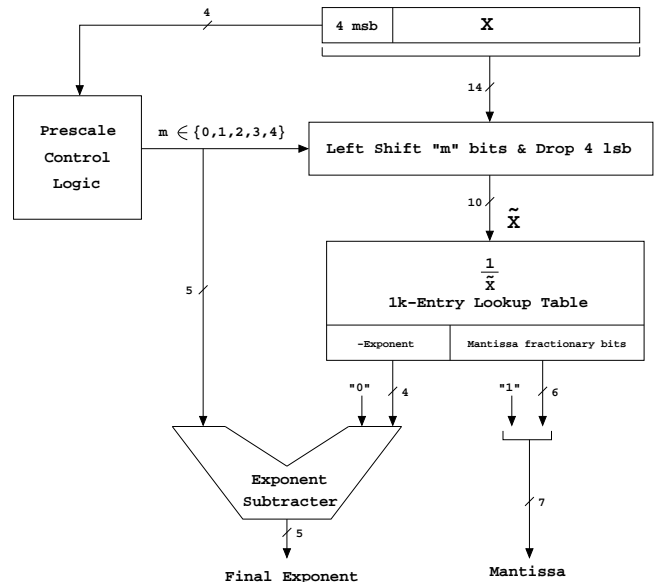 4
4 msb
X
14
Prescale
Control
Logic
m ∈ {0,1,2,3,4}
Left Shift "m" bits & Drop 4 lsb
10
X̃
1
X̃
1k-Entry Lookup Table
5
-Exponent
Mantissa fractionary bits
"0"
4
"1"
6
Exponent
Subtracter
7
5
Final Exponent
Mantissa